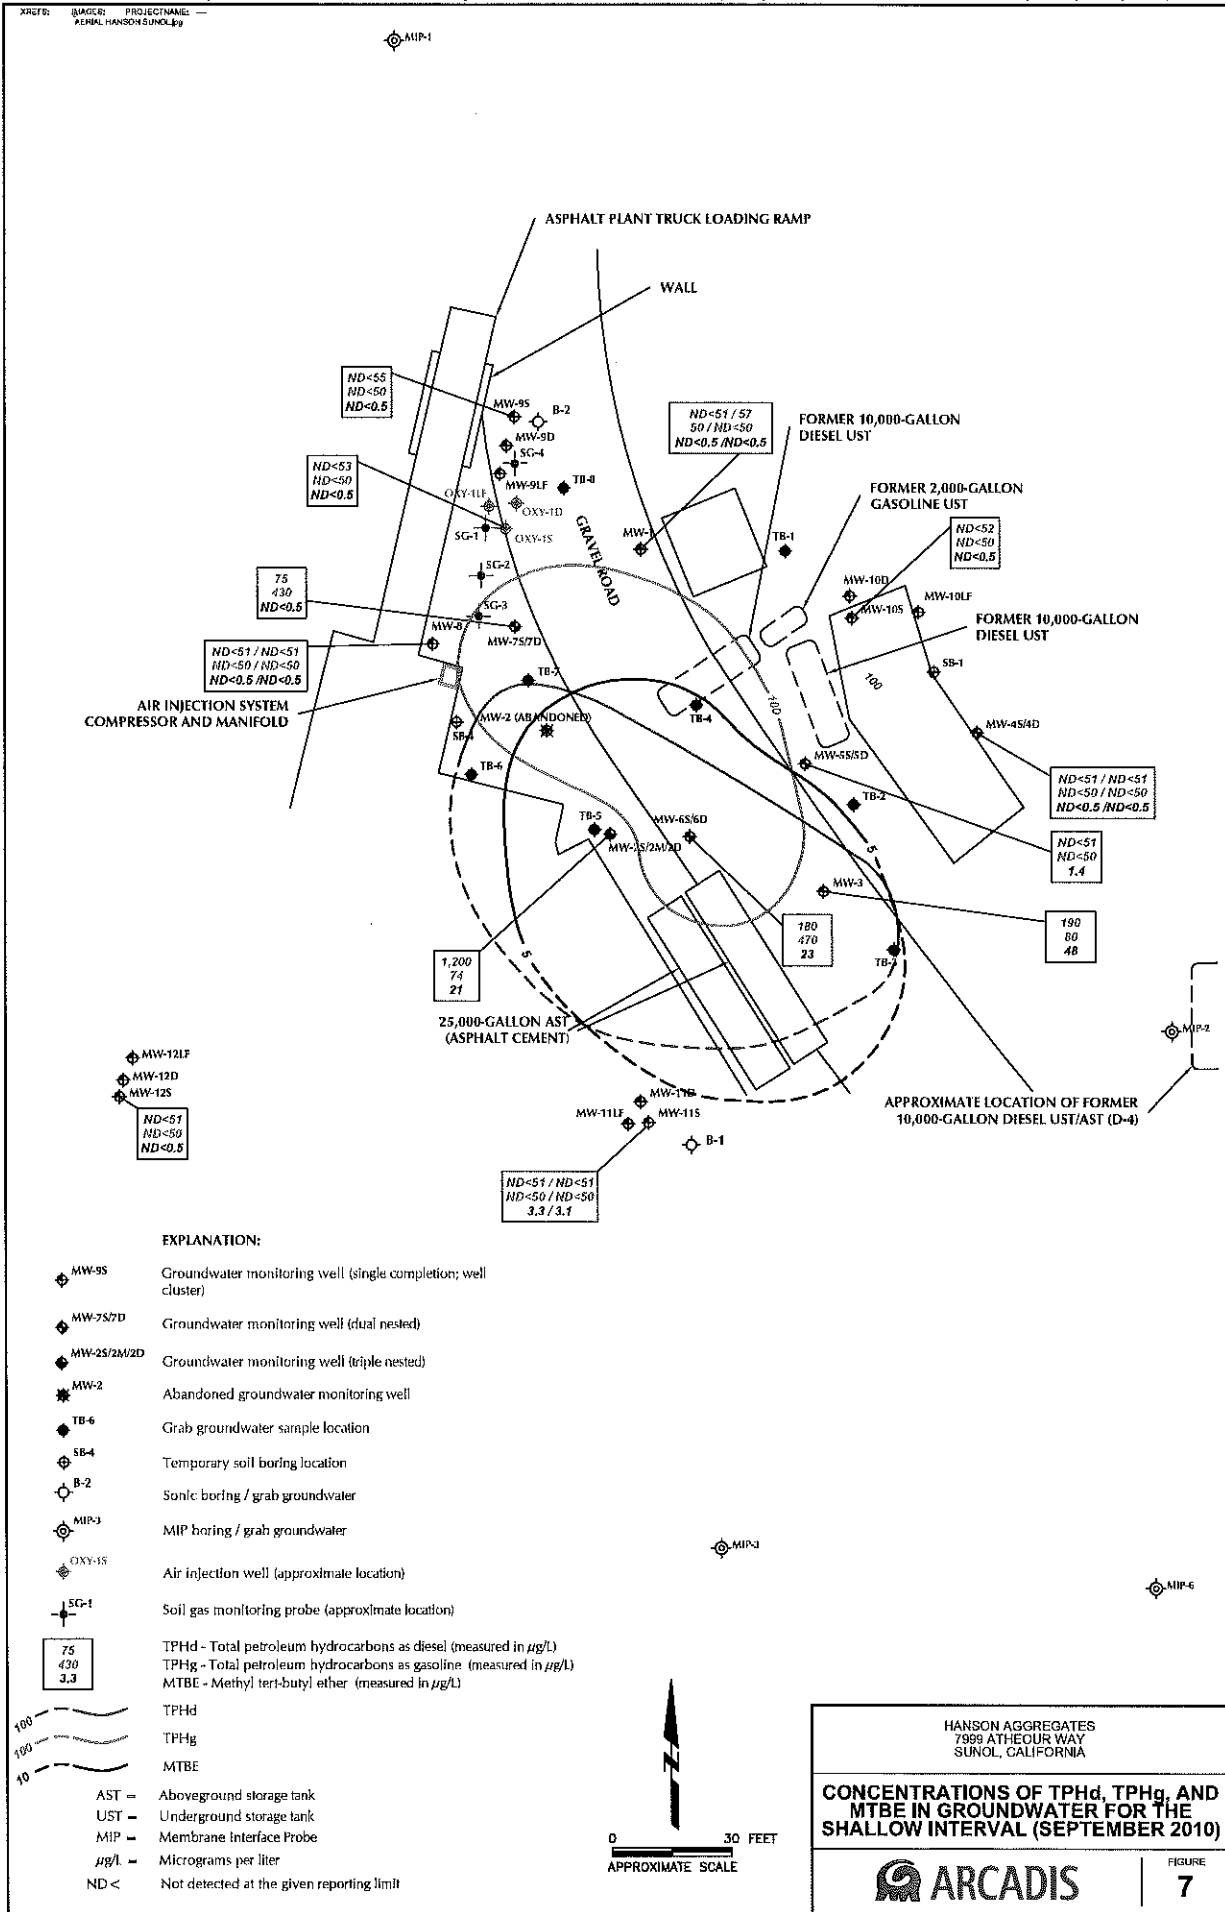 XREFS: IMAGES: PROJECTNAME: ---
AERIAL HANSON SUNOL.jpg
MIP-1
ASPHALT PLANT TRUCK LOADING RAMP
WALL
ND<55
ND<50
ND<0.5
MW-9S
B-2
MW-9D
SG-4
MW-9LF
TB-8
ND<51 / 57
50 / ND<50
ND<0.5 /ND<0.5
FORMER 10,000-GALLON
DIESEL UST
ND<53
ND<50
ND<0.5
OXY-1LF
OXY-1D
SG-1
OXY-1S
GRAVEL ROAD
MW-1
TB-1
FORMER 2,000-GALLON
GASOLINE UST
ND<52
ND<50
ND<0.5
75
430
ND<0.5
SG-2
SG-3
MW-8
MW-7S/7D
MW-10D
MW-10S
MW-10LF
FORMER 10,000-GALLON
DIESEL UST
ND<51 / ND<51
ND<50 / ND<50
ND<0.5 /ND<0.5
TB-7
SB-1
100
100
AIR INJECTION SYSTEM
COMPRESSOR AND MANIFOLD
MW-2 (ABANDONED)
SB-4
TB-4
MW-4S/4D
TB-6
MW-5S/5D
ND<51 / ND<51
ND<50 / ND<50
ND<0.5 /ND<0.5
TB-2
TB-5
MW-2S/2M/2D
MW-6S/6D
5
ND<51
ND<50
1.4
MW-3
190
80
48
180
470
23
1,200
74
21
5
TB-3
25,000-GALLON AST
(ASPHALT CEMENT)
MIP-2
MW-12LF
MW-12D
MW-12S
ND<51
ND<50
ND<0.5
MW-11D
MW-11LF
MW-11S
B-1
APPROXIMATE LOCATION OF FORMER
10,000-GALLON DIESEL UST/AST (D-4)
ND<51 / ND<51
ND<50 / ND<50
3.3 / 3.1
EXPLANATION:
MW-9S Groundwater monitoring well (single completion; well
cluster)
MW-7S/7D Groundwater monitoring well (dual nested)
MW-2S/2M/2D Groundwater monitoring well (triple nested)
MW-2 Abandoned groundwater monitoring well
TB-6 Grab groundwater sample location
SB-4 Temporary soil boring location
B-2 Sonic boring / grab groundwater
MIP-3 MIP boring / grab groundwater
OXY-1S Air injection well (approximate location)
SG-1 Soil gas monitoring probe (approximate location)
75 TPHd - Total petroleum hydrocarbons as diesel (measured in µg/L)
430 TPHg - Total petroleum hydrocarbons as gasoline (measured in µg/L)
3.3 MTBE - Methyl tert-butyl ether (measured in µg/L)
100 TPHd
100 TPHg
10 MTBE
AST = Aboveground storage tank
UST = Underground storage tank
MIP = Membrane Interface Probe
µg/L = Micrograms per liter
ND < Not detected at the given reporting limit
MIP-3
MIP-6
N
0 30 FEET
APPROXIMATE SCALE
HANSON AGGREGATES
7999 ATHEOUR WAY
SUNOL, CALIFORNIA
CONCENTRATIONS OF TPHd, TPHg, AND
MTBE IN GROUNDWATER FOR THE
SHALLOW INTERVAL (SEPTEMBER 2010)
ARCADIS
FIGURE
7